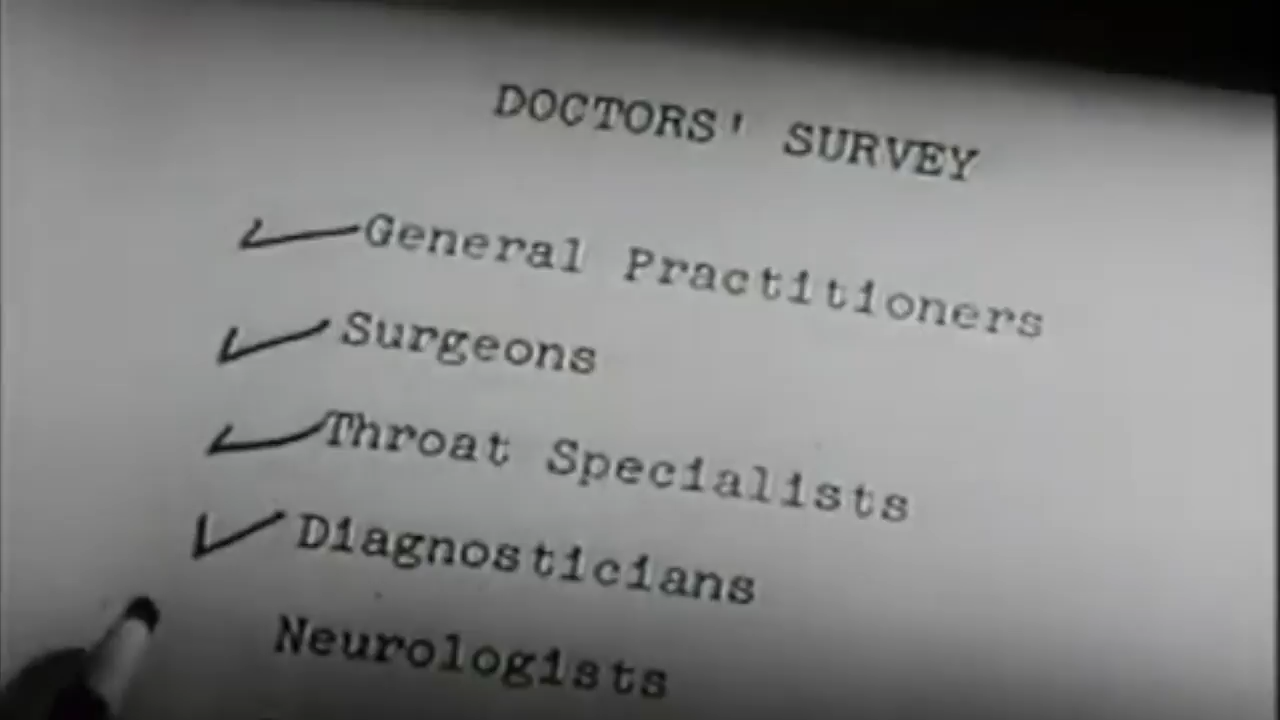 DOCTORS' SURVEY
General Practitioners
Surgeons
Throat Specialists
Diagnosticians
Neurologists